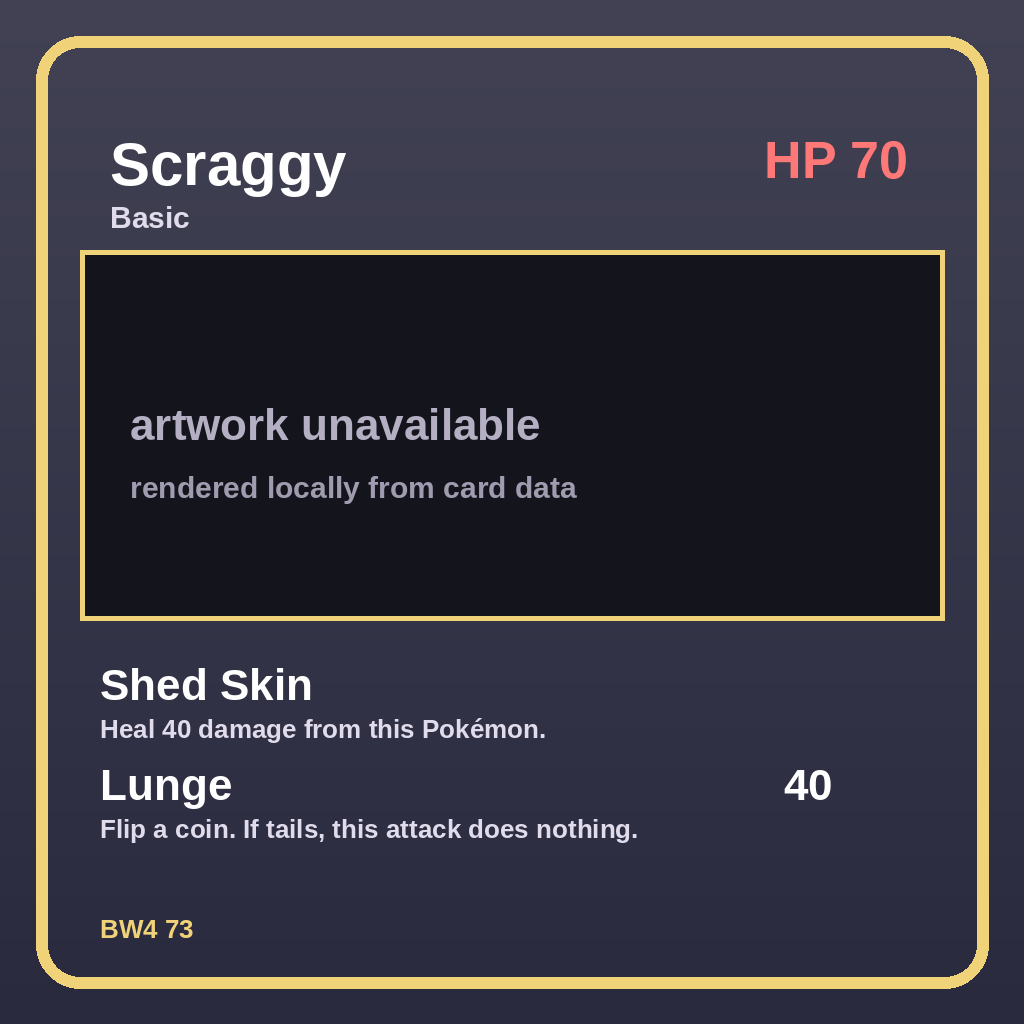 Scraggy
HP 70
Basic
artwork unavailable
rendered locally from card data
Shed Skin
Heal 40 damage from this Pokémon.
Lunge 40
Flip a coin. If tails, this attack does nothing.
BW4 73